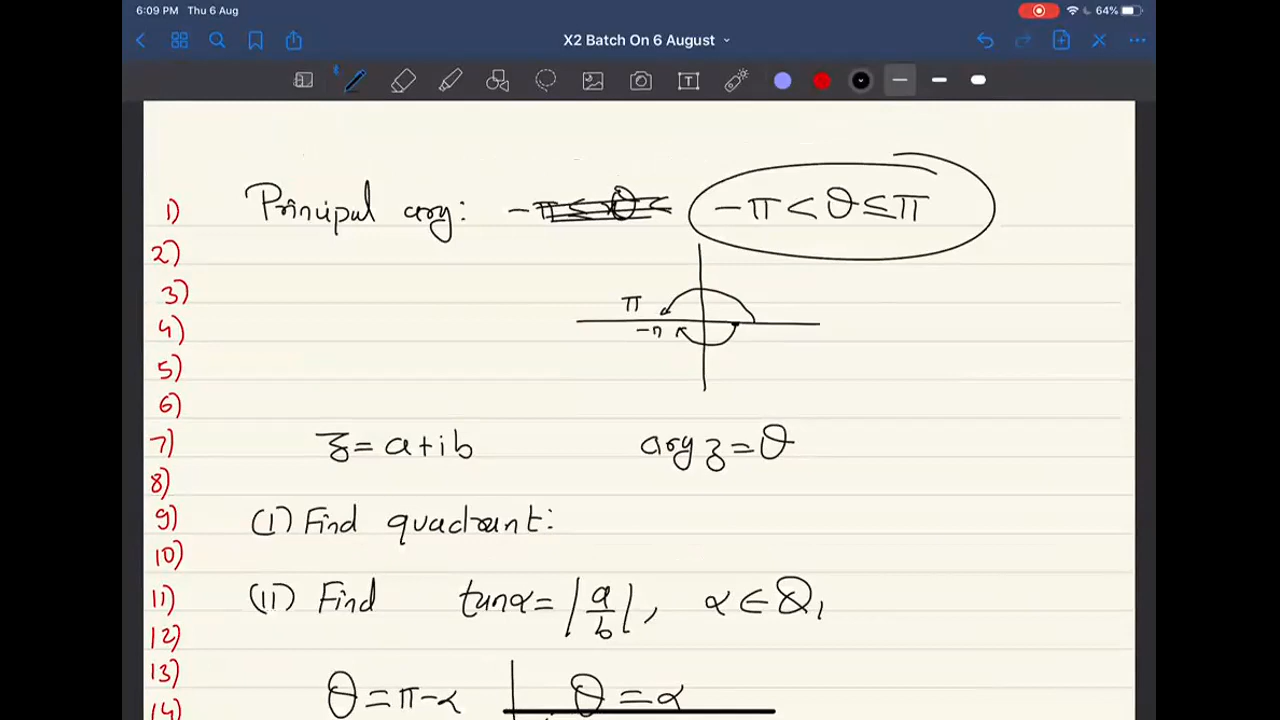 6:09 PM Thu 6 Aug
64%
X2 Batch On 6 August
1) Principal arg: -π<θ≤π
2)
3) π
4) -π
5)
6)
7) z=a+ib arg z=θ
8)
9) (I) Find quadrant:
10)
11) (II) Find tanα=|a/b|, α∈Q1
12)
13) θ=π-α θ=α
14)